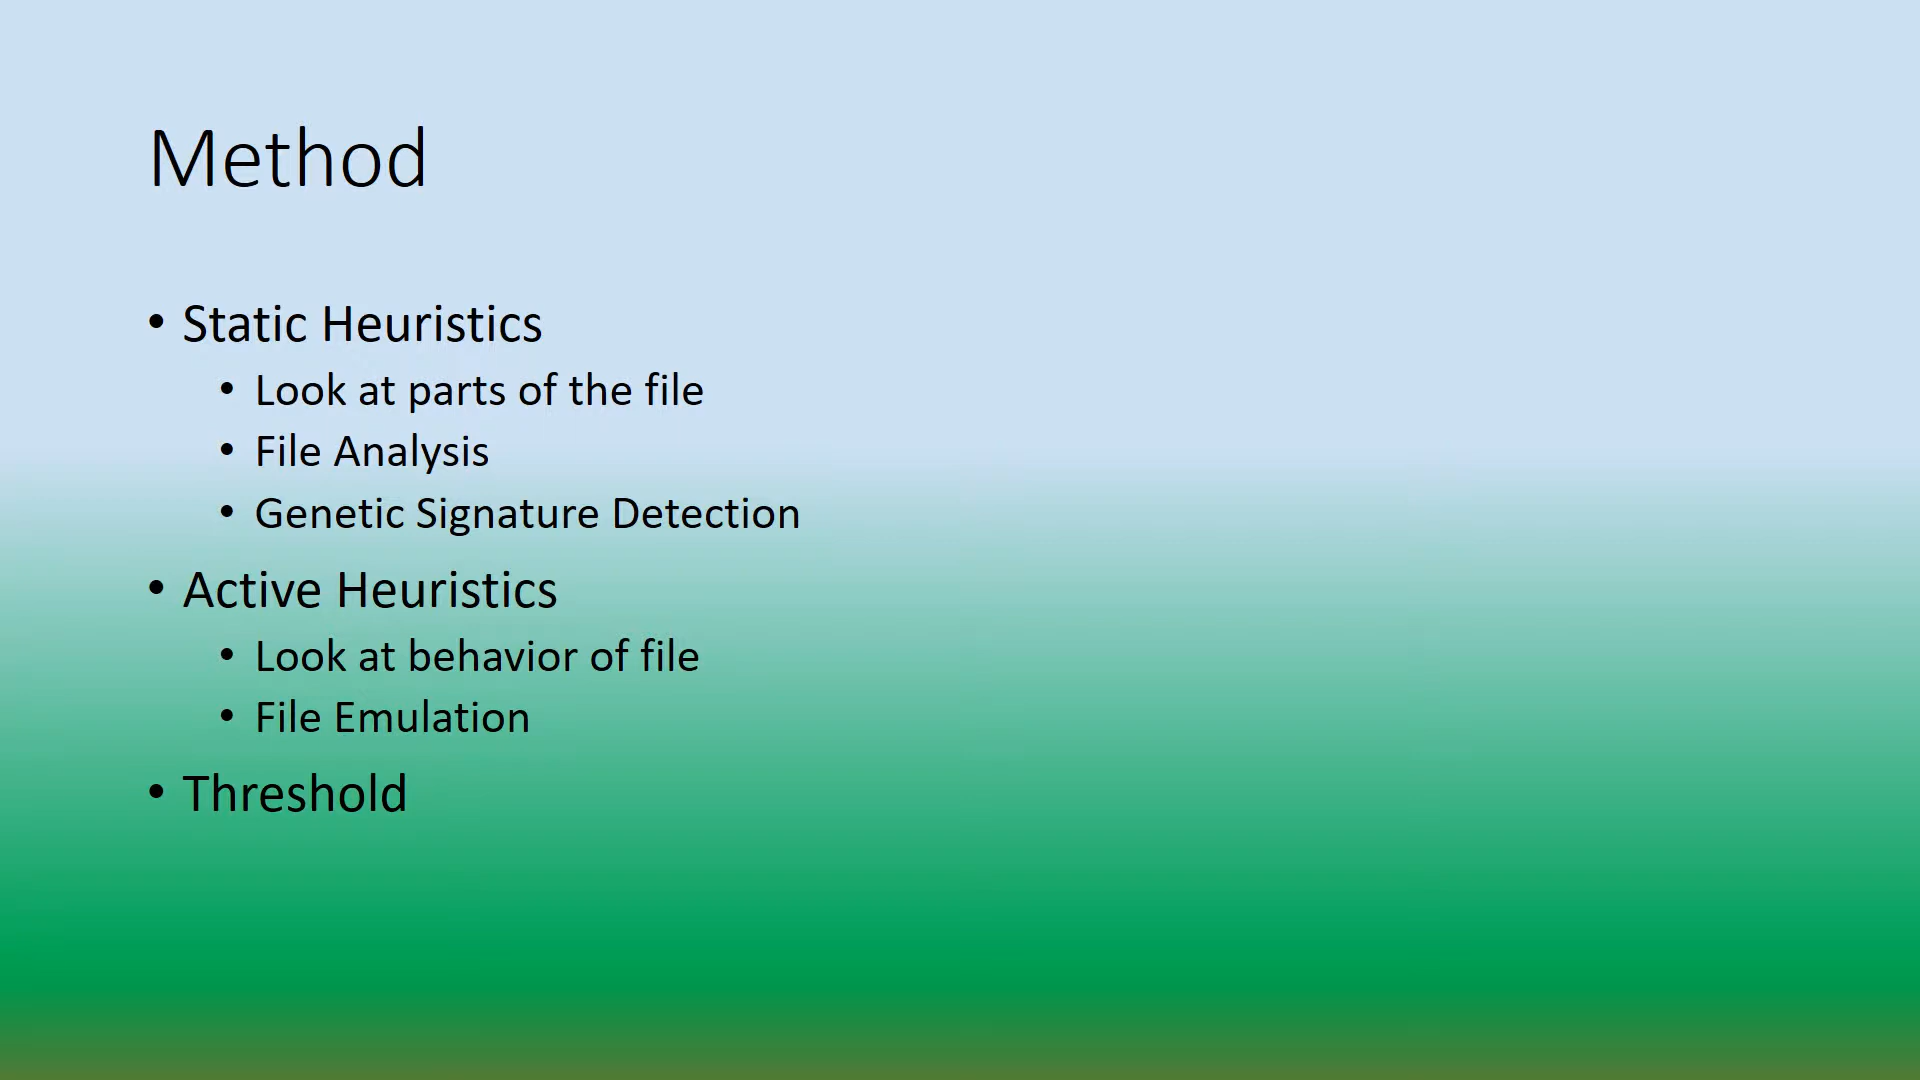 Method
• Static Heuristics
• Look at parts of the file
• File Analysis
• Genetic Signature Detection
• Active Heuristics
• Look at behavior of file
• File Emulation
• Threshold